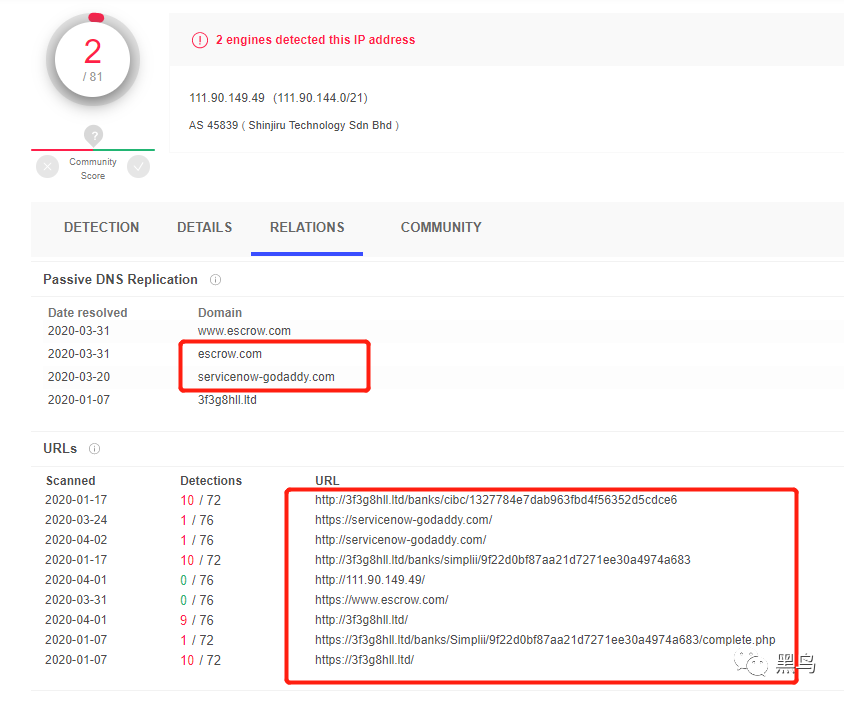 2
/ 81
! 2 engines detected this IP address
111.90.149.49 (111.90.144.0/21)
AS 45839 ( Shinjiru Technology Sdn Bhd )
?
Community
Score
DETECTION DETAILS RELATIONS COMMUNITY
Passive DNS Replication
Date resolved Domain
2020-03-31 www.escrow.com
2020-03-31 escrow.com
2020-03-20 servicenow-godaddy.com
2020-01-07 3f3g8hll.ltd
URLs
Scanned Detections URL
2020-01-17 10 / 72 http://3f3g8hll.ltd/banks/cibc/1327784e7dab963fbd4f56352d5cdce6
2020-03-24 1 / 76 https://servicenow-godaddy.com/
2020-04-02 1 / 76 http://servicenow-godaddy.com/
2020-01-17 10 / 72 http://3f3g8hll.ltd/banks/simplii/9f22d0bf87aa21d7271ee30a4974a683
2020-04-01 0 / 76 http://111.90.149.49/
2020-03-31 0 / 76 https://www.escrow.com/
2020-04-01 9 / 76 http://3f3g8hll.ltd/
2020-01-07 1 / 72 https://3f3g8hll.ltd/banks/Simplii/9f22d0bf87aa21d7271ee30a4974a683/complete.php
2020-01-07 10 / 72 https://3f3g8hll.ltd/
黑鸟